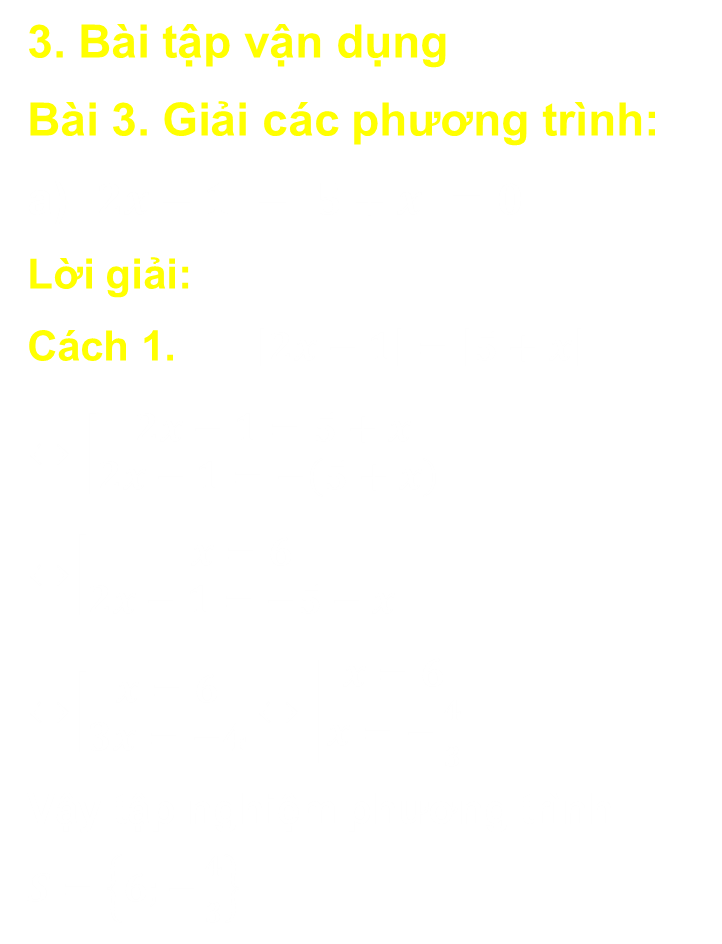 3. Bài tập vận dụng
Bài 3. Giải các phương trình:
Lời giải:
Cách 1.